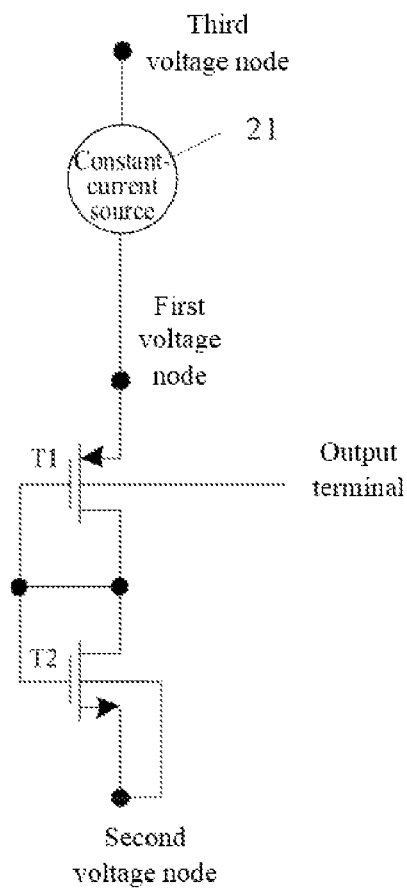 Third
voltage node
21
Constant-
current
source
First
voltage
node
T1
Output
terminal
T2
Second
voltage node